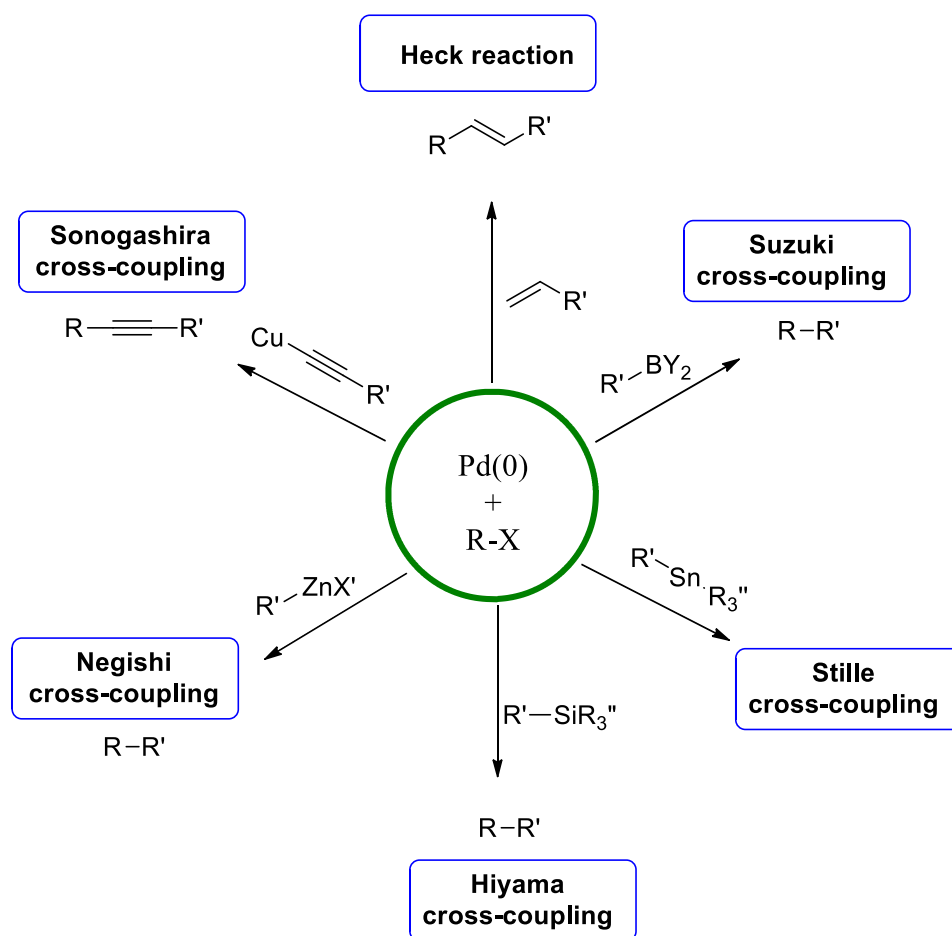 Heck reaction
R
R'
Sonogashira
cross-coupling
R
R'
Suzuki
cross-coupling
R-R'
Cu
R'
R'
R'
BY2
Pd(0)
+
R-X
R'
ZnX'
R'
Sn
R3"
Negishi
cross-coupling
R-R'
Stille
cross-coupling
R'-SiR3"
R-R'
Hiyama
cross-coupling